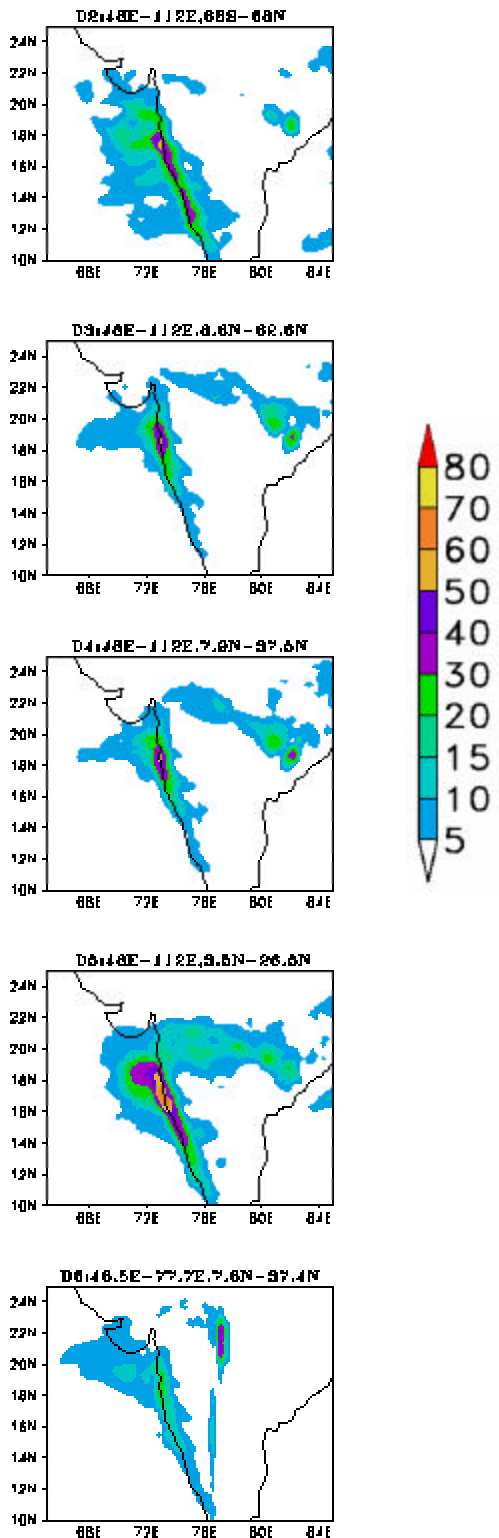 D2:48E-112E,68S-68N
24N
22N
20N
18N
16N
14N
12N
10N
68E 72E 76E 80E 84E
D3:48E-112E,8.6N-62.6N
24N
22N
20N
18N
16N
14N
12N
10N
68E 72E 76E 80E 84E
D4:48E-112E,7.9N-37.5N
24N
22N
20N
18N
16N
14N
12N
10N
68E 72E 76E 80E 84E
D5:48E-112E,9.5N-26.5N
24N
22N
20N
18N
16N
14N
12N
10N
68E 72E 76E 80E 84E
D6:46.5E-77.7E,7.6N-37.4N
24N
22N
20N
18N
16N
14N
12N
10N
68E 72E 76E 80E 84E
80
70
60
50
40
30
20
15
10
5